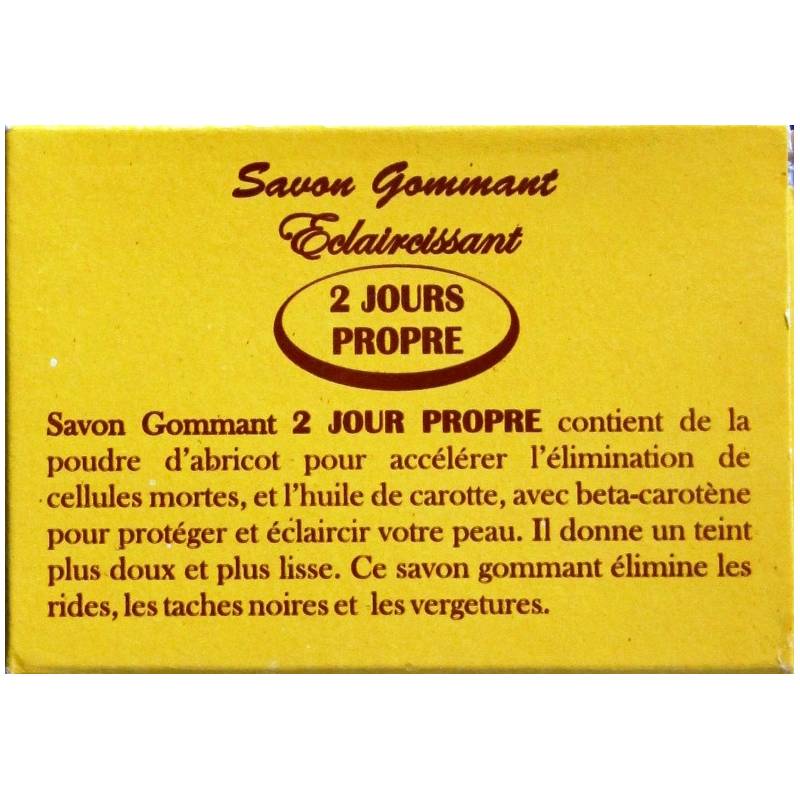 Savon Gommant
Eclaircissant
2 JOURS
PROPRE
Savon Gommant 2 JOUR PROPRE contient de la
poudre d'abricot pour accélérer l'élimination de
cellules mortes, et l'huile de carotte, avec beta-carotène
pour protéger et éclaircir votre peau. Il donne un teint
plus doux et plus lisse. Ce savon gommant élimine les
rides, les taches noires et les vergetures..